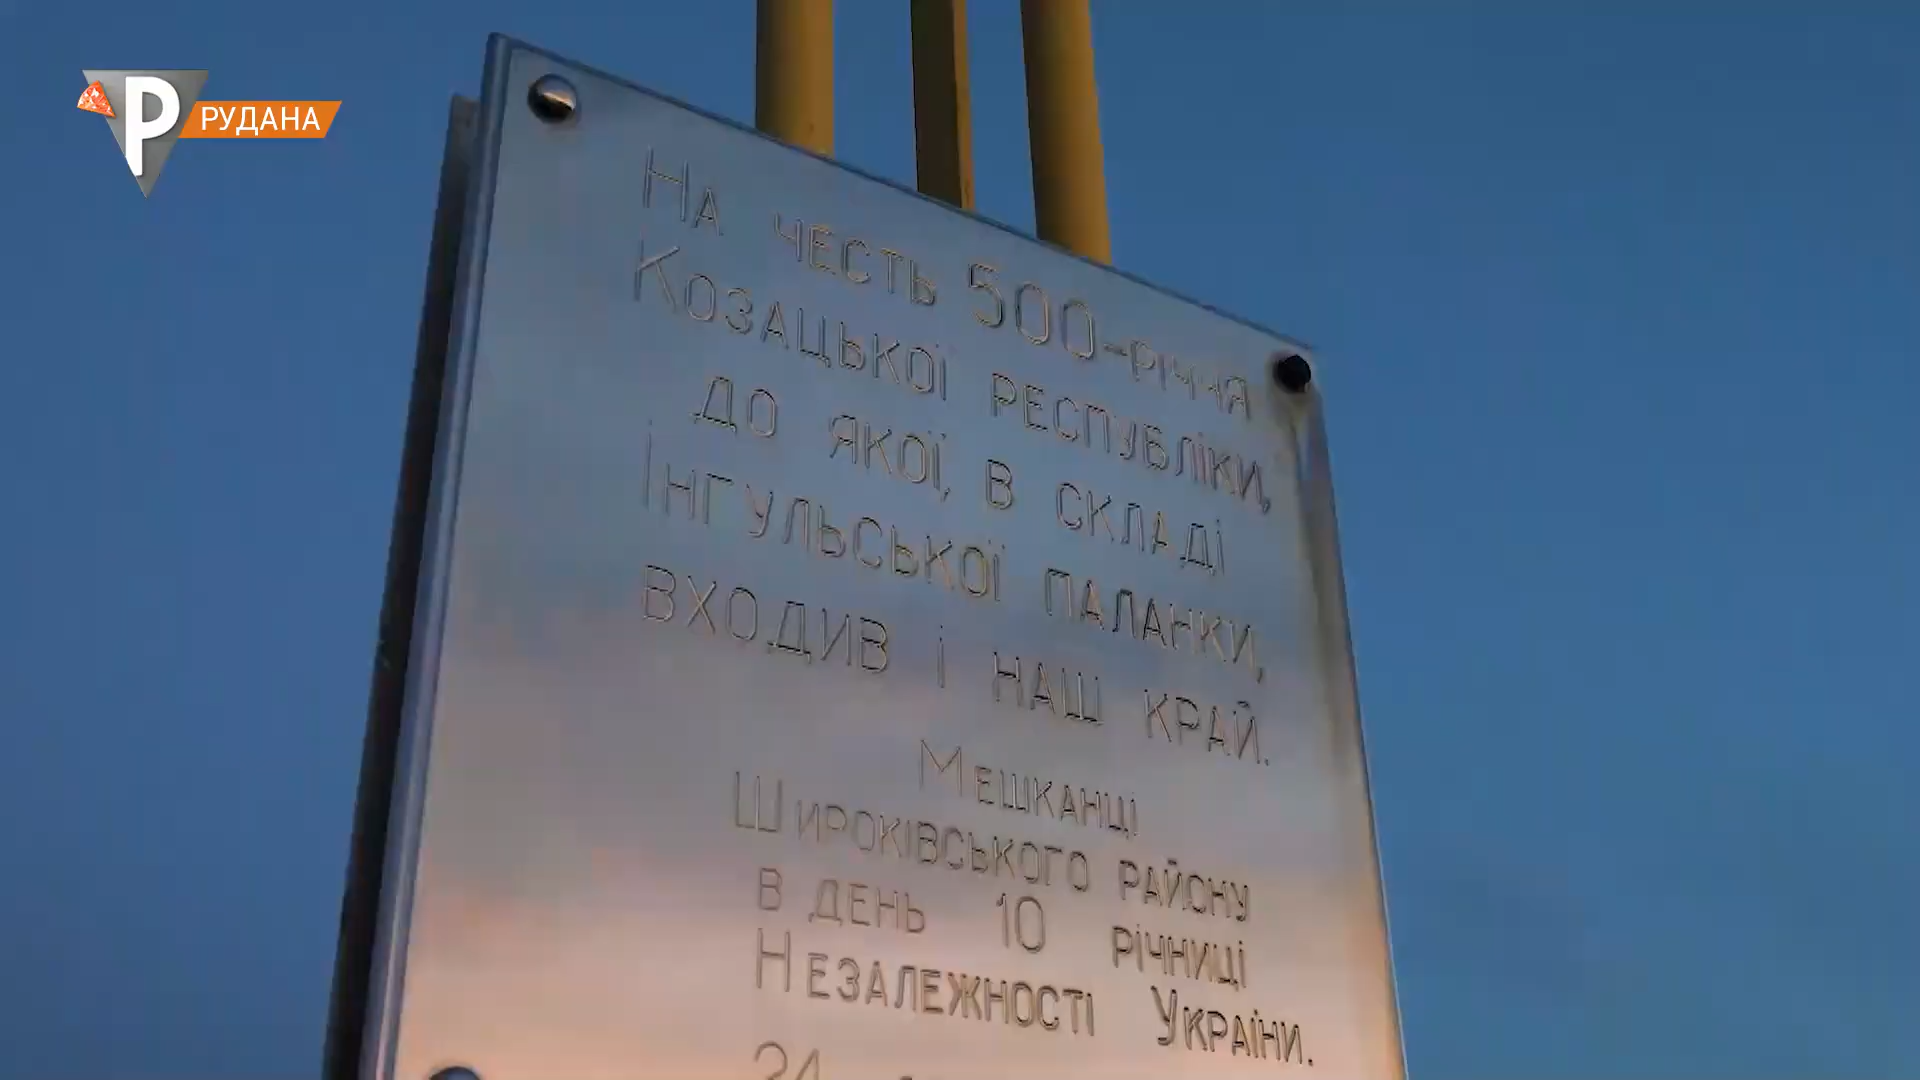 РУДАНА
НА ЧЕСТЬ 500-РІЧЧЯ
КОЗАЦЬКОЇ РЕСПУБЛІКИ,
ДО ЯКОЇ, В СКЛАДІ
ІНГУЛЬСЬКОЇ ПАЛАНКИ,
ВХОДИВ І НАШ КРАЙ.
МЕШКАНЦІ
ШИРОКІВСЬКОГО РАЙОНУ
В ДЕНЬ 10 РІЧНИЦІ
НЕЗАЛЕЖНОСТІ УКРАЇНИ.
24